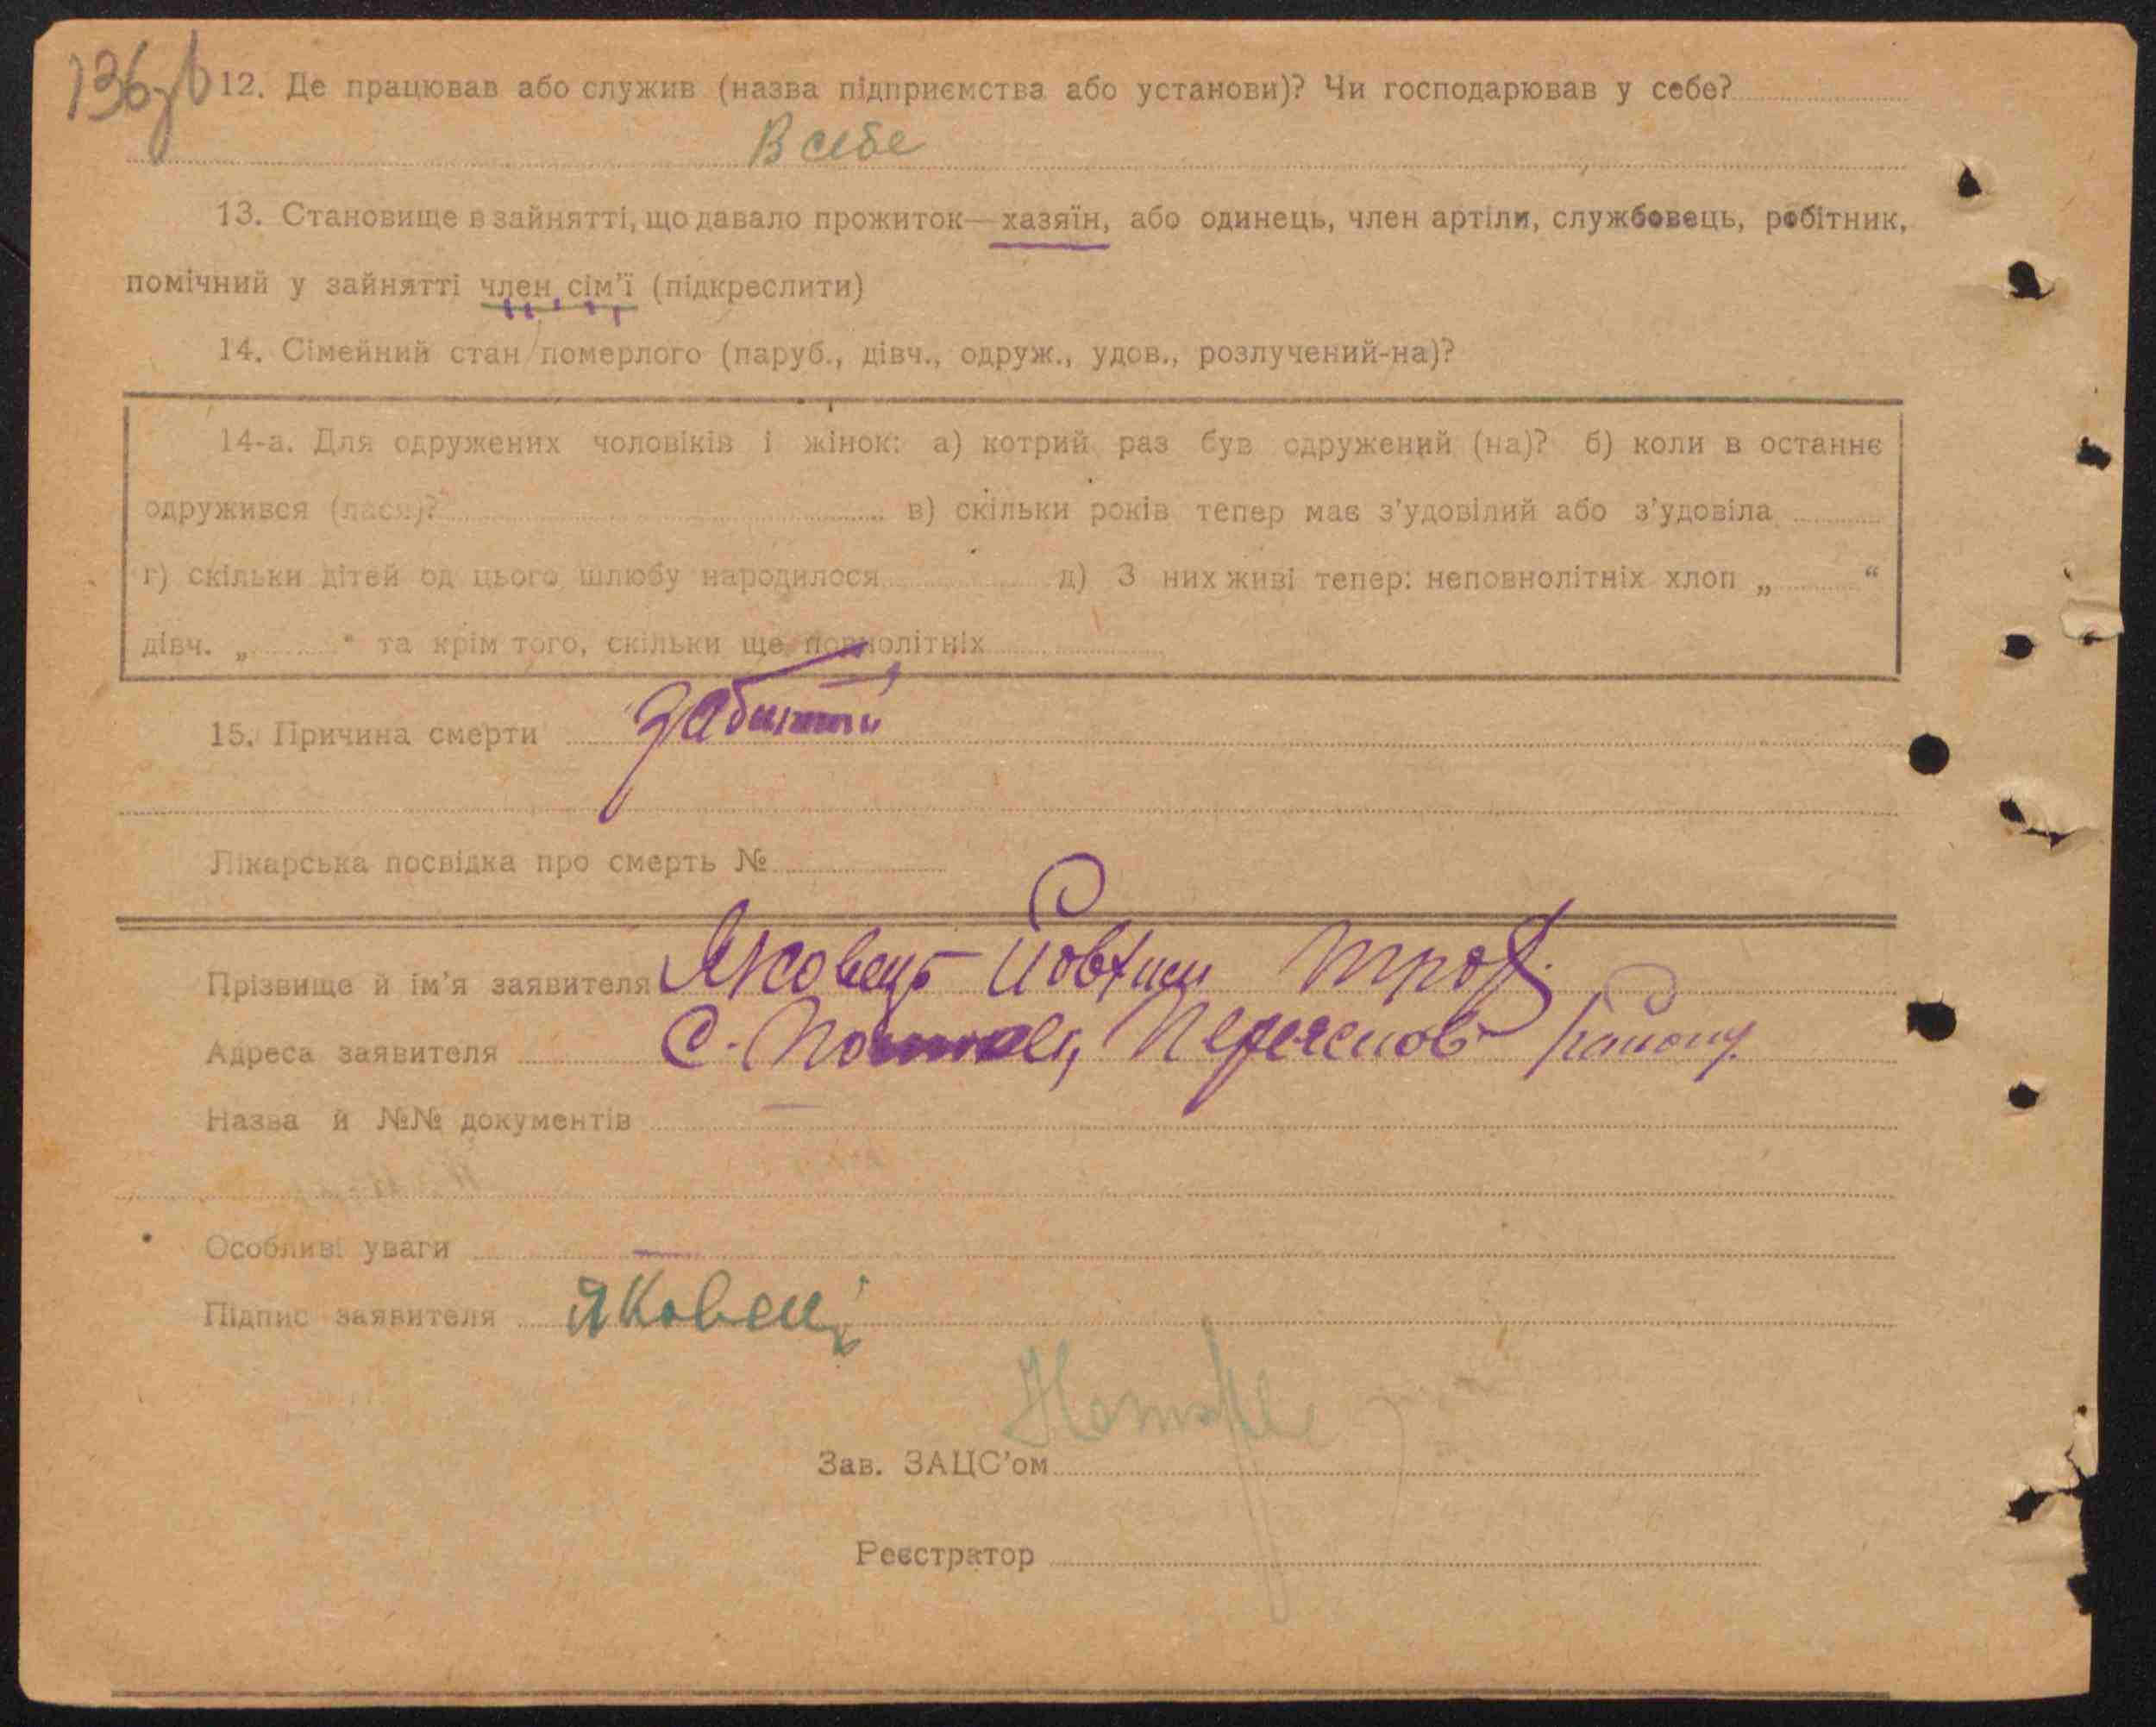 136зв
12. Де працював або служив (назва підприємства або установи)? Чи господарював у себе?
В себе
13. Становище в зайнятті, що давало прожиток—хазяїн, або одинець, член артіли, службовець, робітник,
помічний у зайнятті член сім'ї (підкреслити)
14. Сімейний стан померлого (паруб., дівч., одруж., удов., розлучений-на)?
14-а. Для одружених чоловіків і жінок: а) котрий раз був одружений (на)? б) коли в останнє
одружився (лася)? в) скільки років тепер має з'удовілий або з'удовіла
г) скільки дітей од цього шлюбу народилося д) З них живі тепер: неповнолітніх хлоп „ “
дівч. „ “ та крім того, скільки ще повнолітніх
15. Причина смерти забитий
Лікарська посвідка про смерть №
Прізвище й ім'я заявителя Яковець Йовхим Троф.
Адреса заявителя С. району
Назва й №№ документів
Особливі уваги —
Підпис заявителя Яковець
Зав. ЗАЦС'ом
Реєстратор